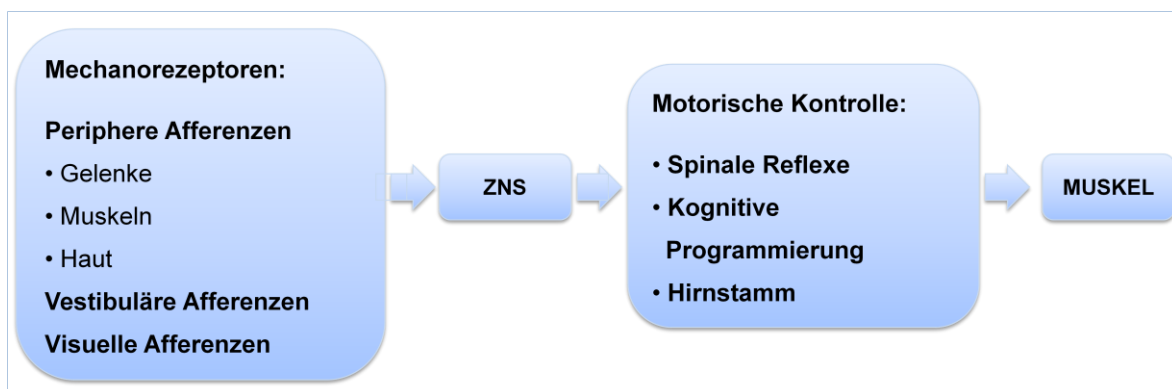 Mechanorezeptoren:
Periphere Afferenzen
• Gelenke
• Muskeln
• Haut
Vestibuläre Afferenzen
Visuelle Afferenzen
ZNS
Motorische Kontrolle:
• Spinale Reflexe
• Kognitive
Programmierung
• Hirnstamm
MUSKEL